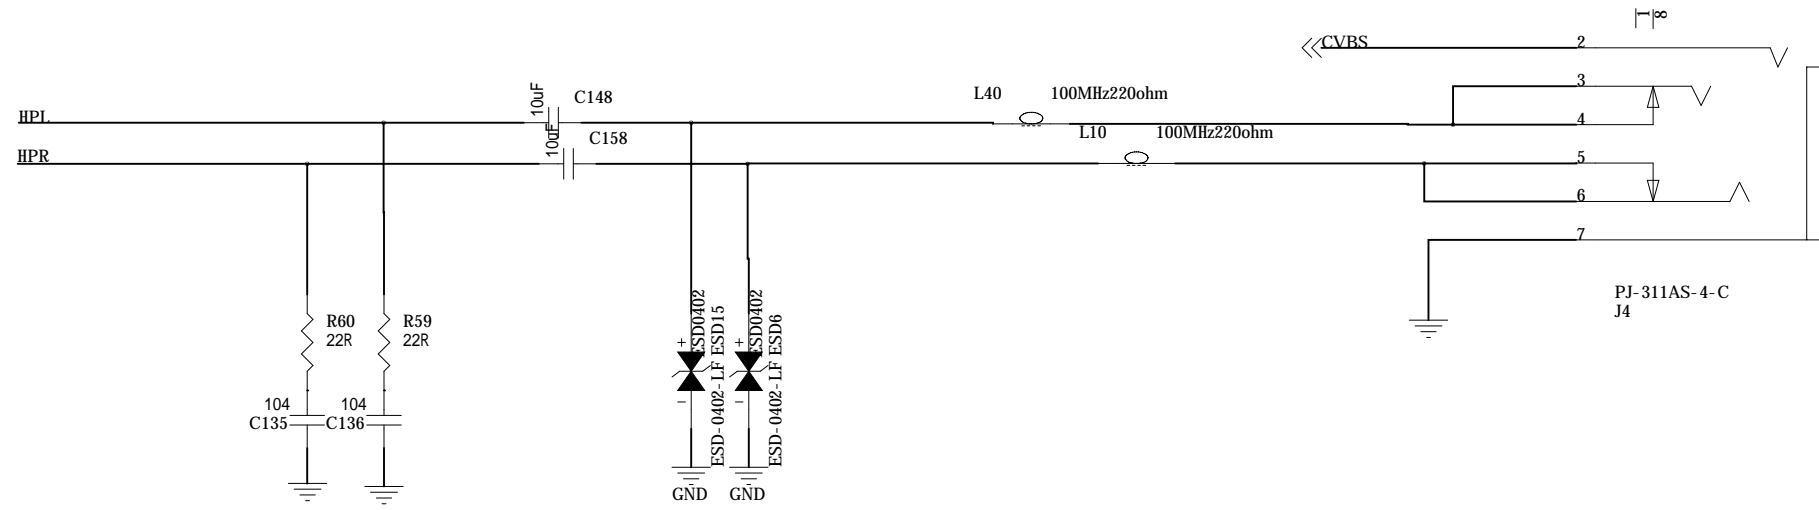 1
8
CVBS
2
3
L40 100MHz220ohm
10uF
C148
HPL
4
10uF
C158
L10 100MHz220ohm
HPR
5
6
7
PJ-311AS-4-C
J4
R60
22R
R59
22R
+
ESD0402
ESD-0402-LF ESD15
-
+
ESD0402
ESD-0402-LF ESD6
-
104
C135
104
C136
GND
GND